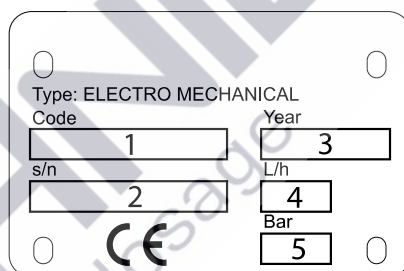 Type: ELECTRO MECHANICAL
Code Year
1 3
s/n L/h
2 4
CE Bar
5